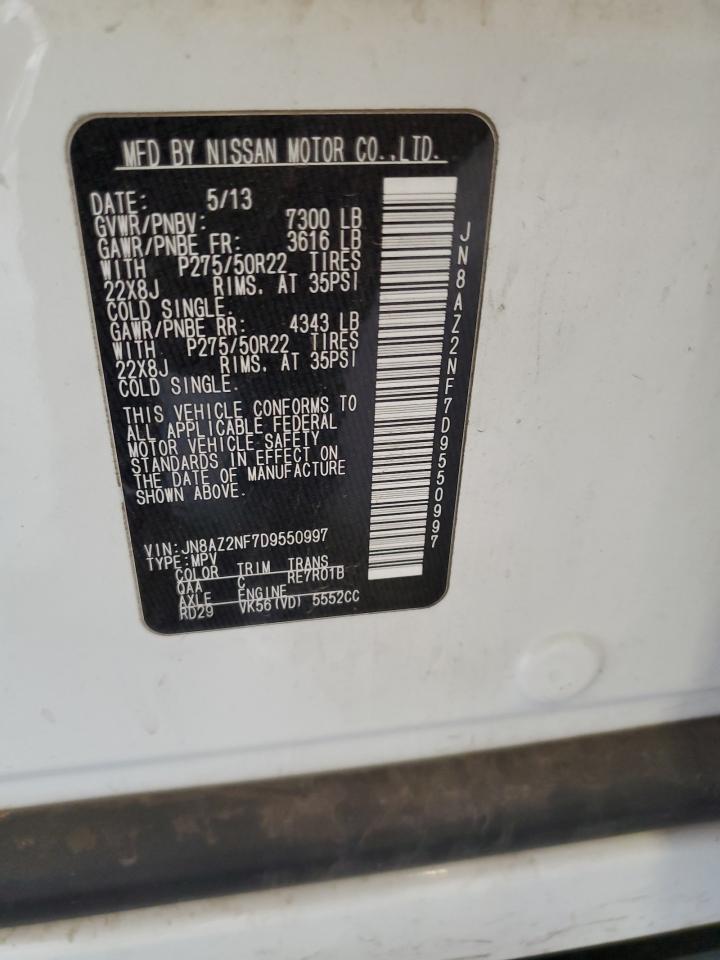 MFD BY NISSAN MOTOR CO.,LTD.
DATE: 5/13
GVWR/PNBV: 7300 LB
GAWR/PNBE FR: 3616 LB
WITH P275/50R22 TIRES
22X8J RIMS. AT 35PSI
COLD SINGLE.
GAWR/PNBE RR: 4343 LB
WITH P275/50R22 TIRES
22X8J RIMS. AT 35PSI
COLD SINGLE.
THIS VEHICLE CONFORMS TO
ALL APPLICABLE FEDERAL
MOTOR VEHICLE SAFETY
STANDARDS IN EFFECT ON
THE DATE OF MANUFACTURE
SHOWN ABOVE.
VIN:JN8AZ2NF7D9550997
TYPE:MPV
COLOR TRIM TRANS
QAA C RE7R01B
AXLE ENGINE
RD29 VK56(VD) 5552CC
JN8AZ2NF7D9550997